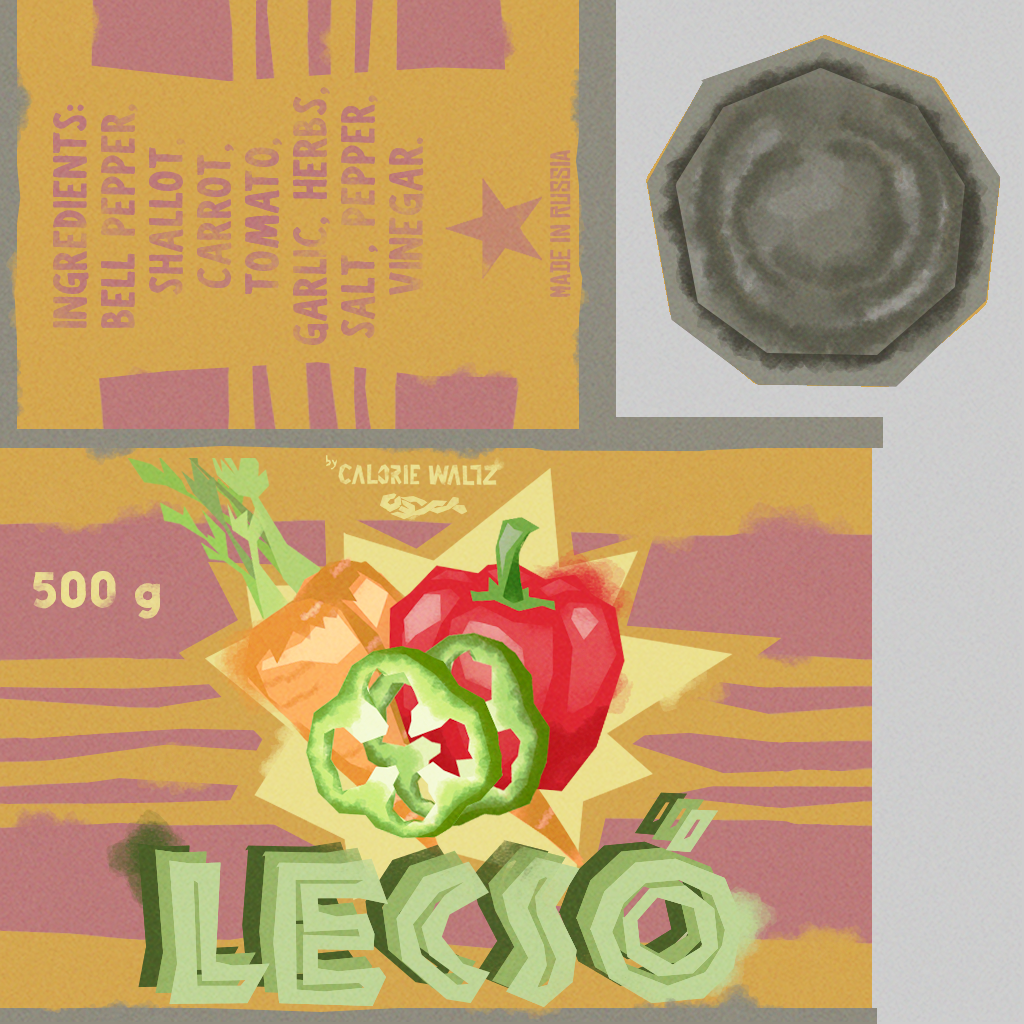 INGREDIENTS:
BELL PEPPER,
SHALLOT,
CARROT,
TOMATO,
GARLIC, HERBS,
SALT, PEPPER,
VINEGAR.
MADE IN RUSSIA
by CALORIE WALTZ
500 g
LECSÓ